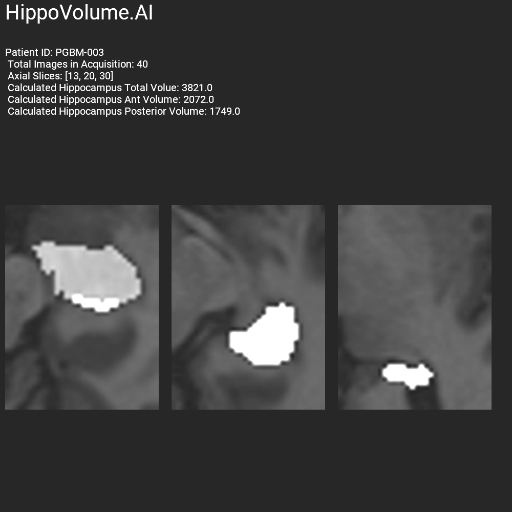 HippoVolume.AI
Patient ID: PGBM-003
Total Images in Acquisition: 40
Axial Slices: [13, 20, 30]
Calculated Hippocampus Total Volue: 3821.0
Calculated Hippocampus Ant Volume: 2072.0
Calculated Hippocampus Posterior Volume: 1749.0